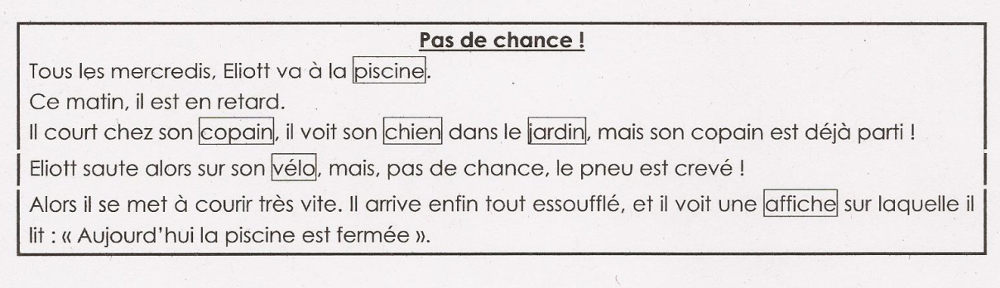 Pas de chance !
Tous les mercredis, Eliott va à la piscine.
Ce matin, il est en retard.
Il court chez son copain, il voit son chien dans le jardin, mais son copain est déjà parti !
Eliott saute alors sur son vélo, mais, pas de chance, le pneu est crevé !
Alors il se met à courir très vite. Il arrive enfin tout essoufflé, et il voit une affiche sur laquelle il
lit : « Aujourd'hui la piscine est fermée ».